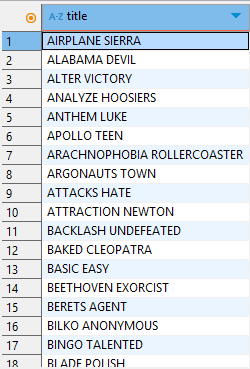 A-Z title
1 AIRPLANE SIERRA
2 ALABAMA DEVIL
3 ALTER VICTORY
4 ANALYZE HOOSIERS
5 ANTHEM LUKE
6 APOLLO TEEN
7 ARACHNOPHOBIA ROLLERCOASTER
8 ARGONAUTS TOWN
9 ATTACKS HATE
10 ATTRACTION NEWTON
11 BACKLASH UNDEFEATED
12 BAKED CLEOPATRA
13 BASIC EASY
14 BEETHOVEN EXORCIST
15 BERETS AGENT
16 BILKO ANONYMOUS
17 BINGO TALENTED
18 BLADE POLISH